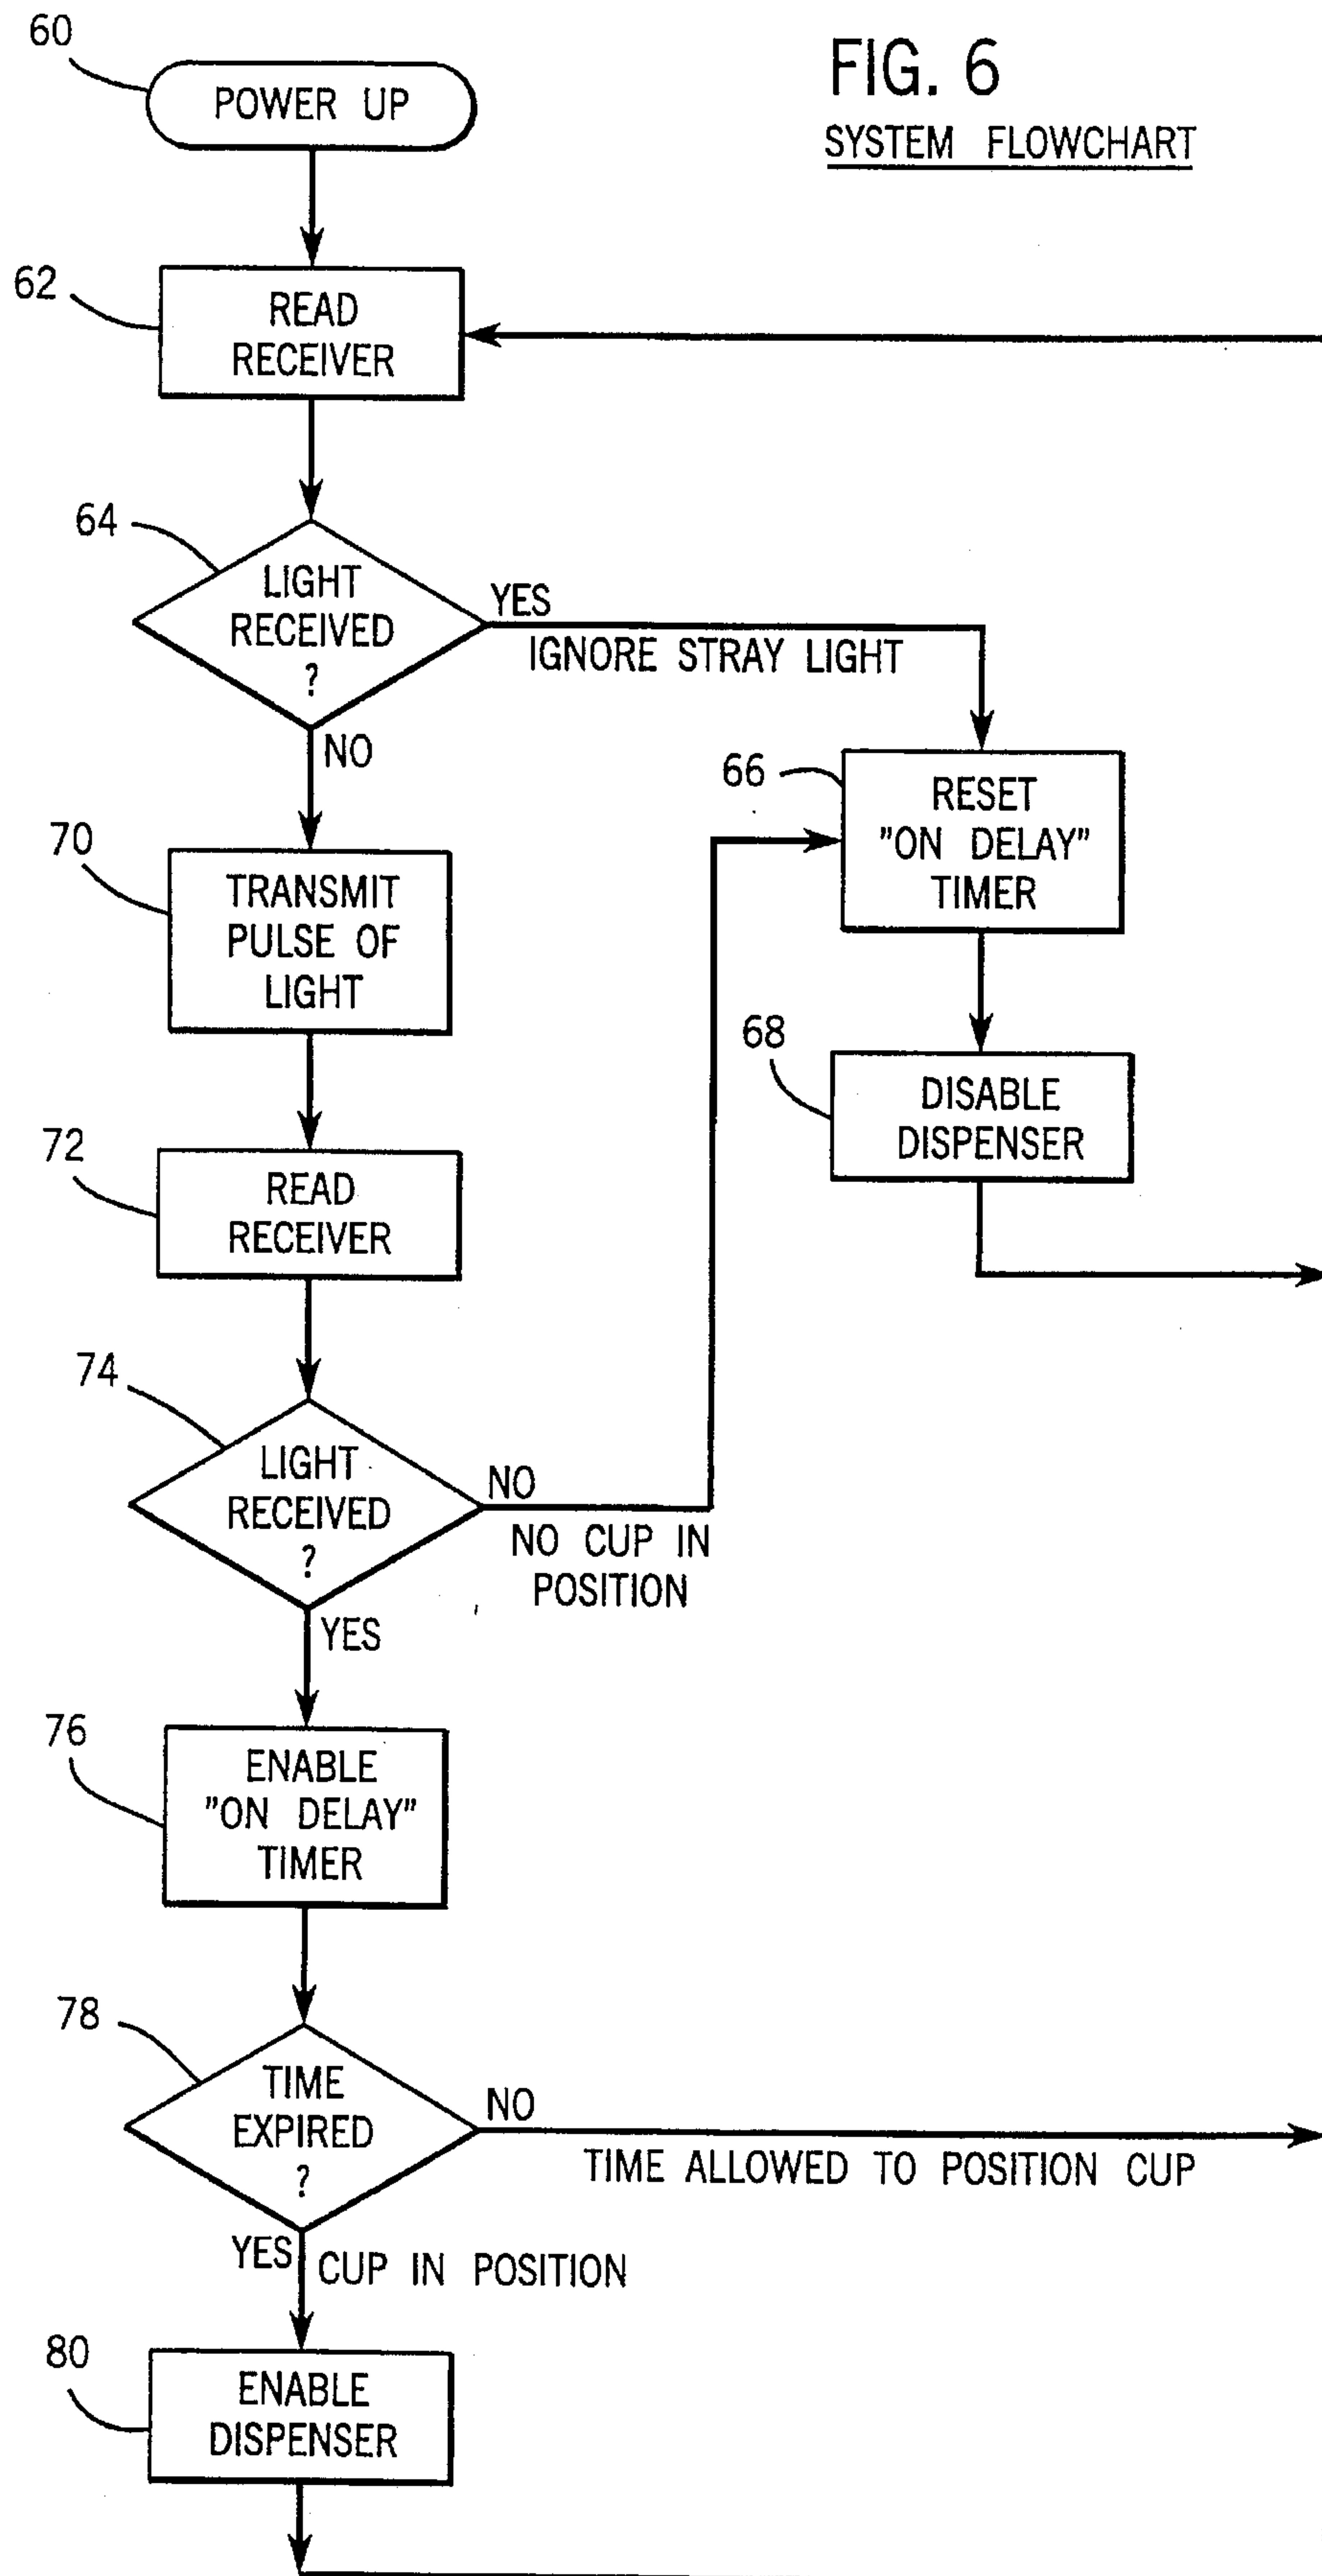 FIG. 6
SYSTEM FLOWCHART
60
POWER UP
62
READ
RECEIVER
64
LIGHT
RECEIVED
?
YES
IGNORE STRAY LIGHT
NO
66
RESET
"ON DELAY"
TIMER
70
TRANSMIT
PULSE OF
LIGHT
68
DISABLE
DISPENSER
72
READ
RECEIVER
74
LIGHT
RECEIVED
?
NO
NO CUP IN
POSITION
YES
76
ENABLE
"ON DELAY"
TIMER
78
TIME
EXPIRED
?
NO
TIME ALLOWED TO POSITION CUP
YES
CUP IN POSITION
80
ENABLE
DISPENSER